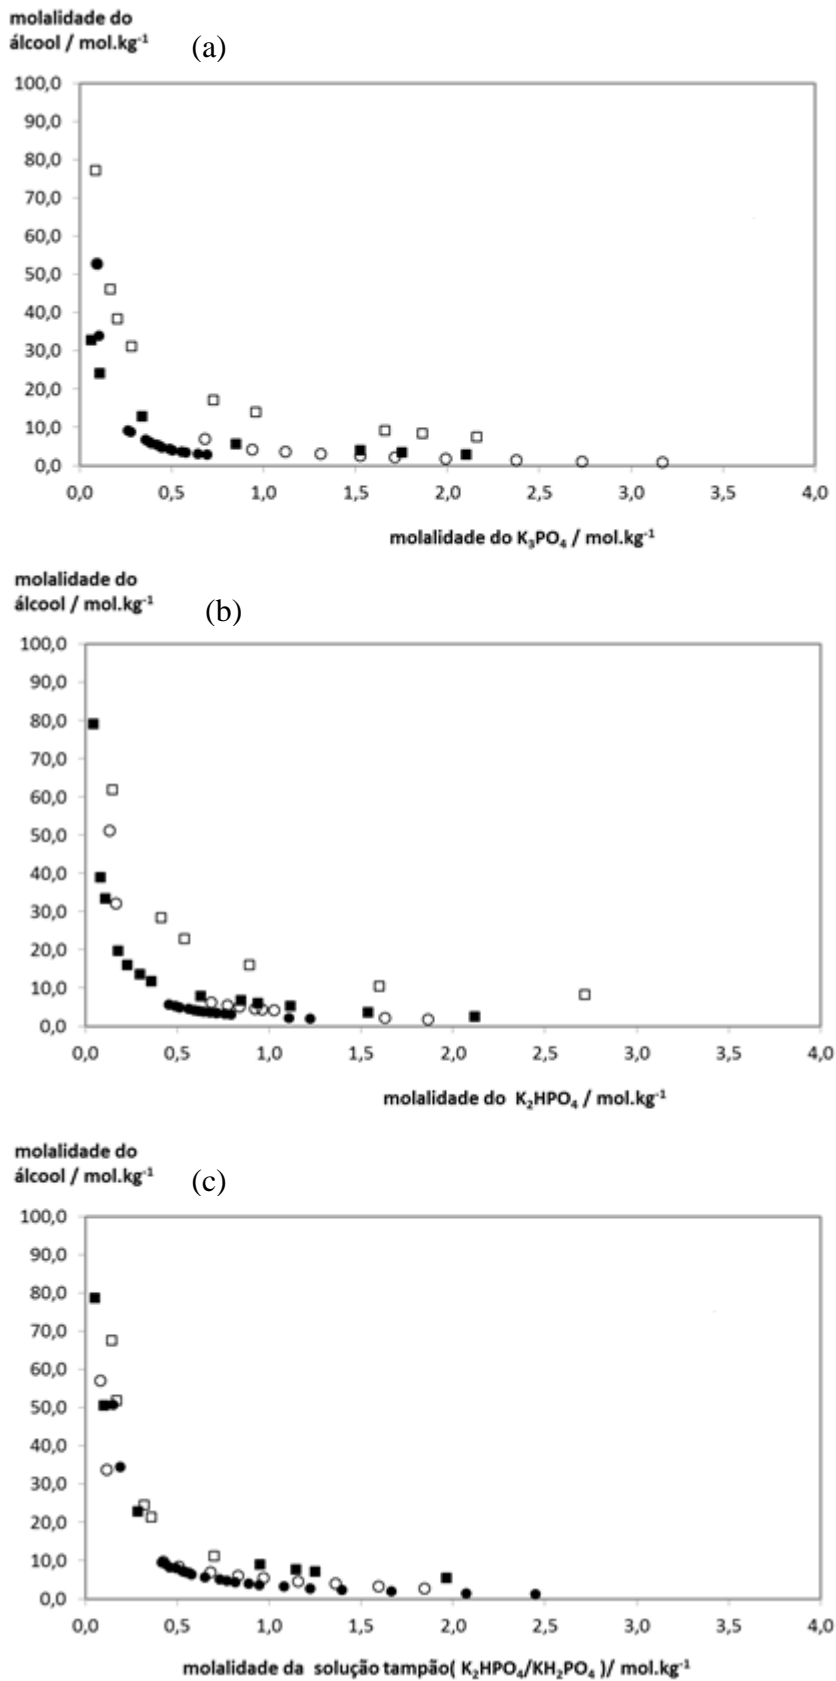 molalidade do
álcool / mol.kg⁻¹ (a)
100,0
90,0
80,0
70,0
60,0
50,0
40,0
30,0
20,0
10,0
0,0
0,0 0,5 1,0 1,5 2,0 2,5 3,0 3,5 4,0
molalidade do K₃PO₄ / mol.kg⁻¹
molalidade do
álcool / mol.kg⁻¹ (b)
100,0
90,0
80,0
70,0
60,0
50,0
40,0
30,0
20,0
10,0
0,0
0,0 0,5 1,0 1,5 2,0 2,5 3,0 3,5 4,0
molalidade do K₂HPO₄ / mol.kg⁻¹
molalidade do
álcool / mol.kg⁻¹ (c)
100,0
90,0
80,0
70,0
60,0
50,0
40,0
30,0
20,0
10,0
0,0
0,0 0,5 1,0 1,5 2,0 2,5 3,0 3,5 4,0
molalidade da solução tampão( K₂HPO₄/KH₂PO₄ )/ mol.kg⁻¹